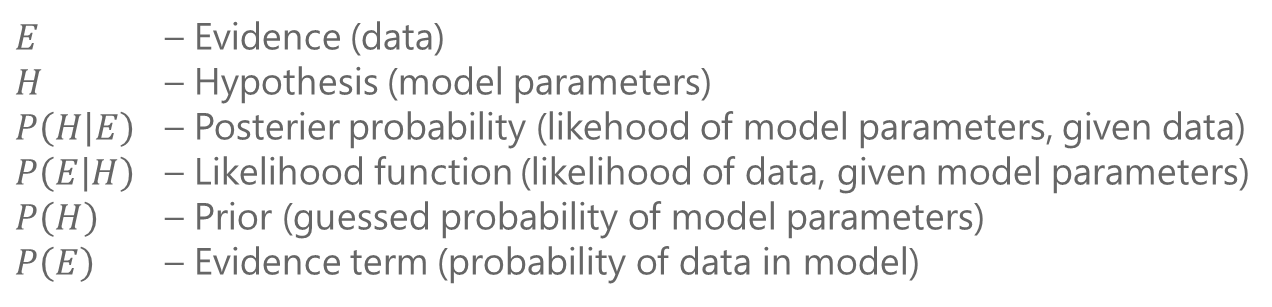 E – Evidence (data)
H – Hypothesis (model parameters)
P(H|E) – Posterier probability (likehood of model parameters, given data)
P(E|H) – Likelihood function (likelihood of data, given model parameters)
P(H) – Prior (guessed probability of model parameters)
P(E) – Evidence term (probability of data in model)